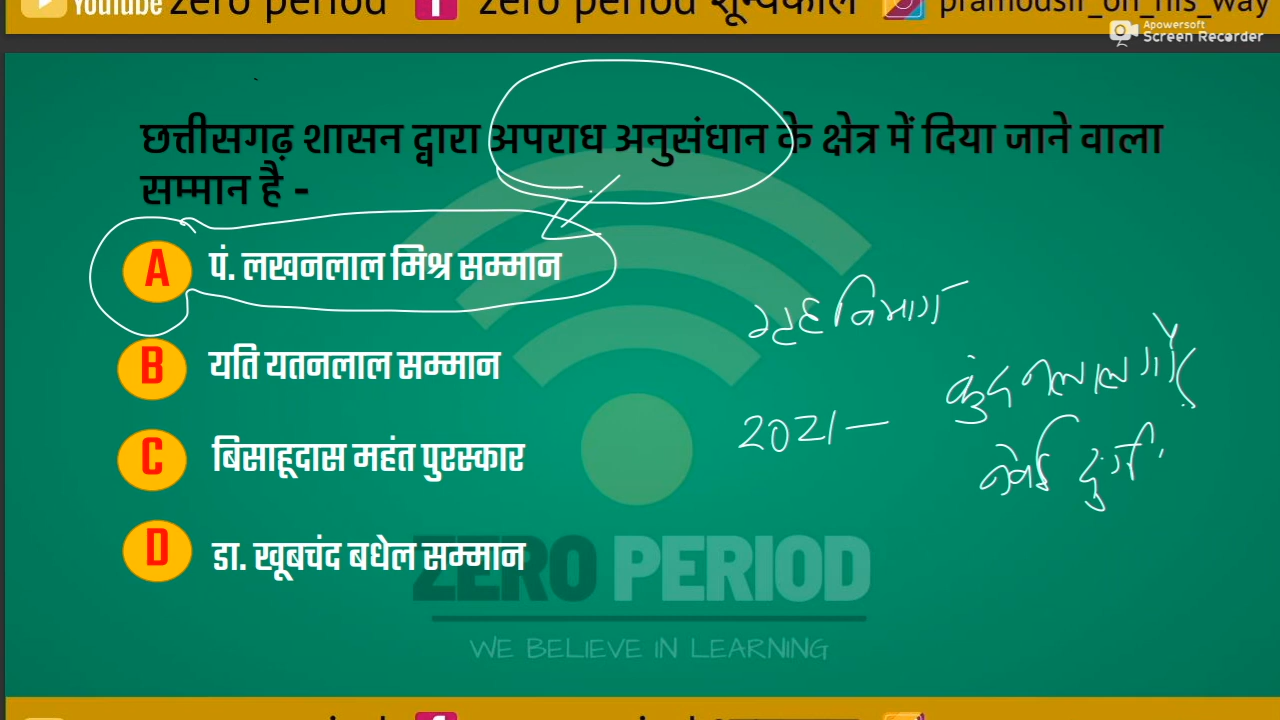 YouTube zero period zero period शून्यकाल pramodsir_on_his_way
Apowersoft
Screen Recorder
छत्तीसगढ़ शासन द्वारा अपराध अनुसंधान के क्षेत्र में दिया जाने वाला
सम्मान है -
A पं. लखनलाल मिश्र सम्मान
B यति यतनलाल सम्मान
C बिसाहूदास महंत पुरस्कार
D डा. खूबचंद बधेल सम्मान
गृह विभाग
2021 -
दुर्ग
ZERO PERIOD
WE BELIEVE IN LEARNING